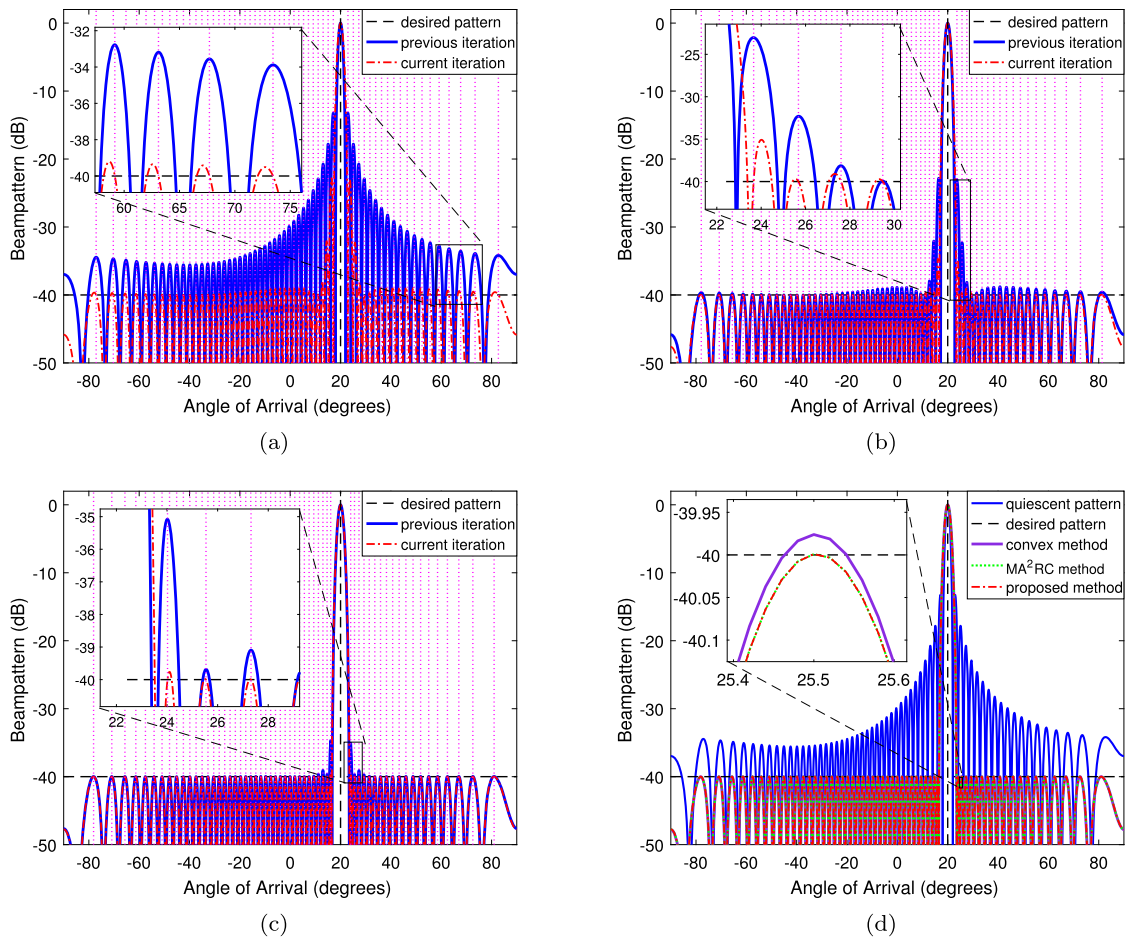 0
-10
-20
-30
-40
-50
Beampattern (dB)
-80 -60 -40 -20 0 20 40 60 80
Angle of Arrival (degrees)
desired pattern
previous iteration
current iteration
-32
-34
-36
-38
-40
60 65 70 75
(a)
0
-10
-20
-30
-40
-50
Beampattern (dB)
-80 -60 -40 -20 0 20 40 60 80
Angle of Arrival (degrees)
desired pattern
previous iteration
current iteration
-25
-30
-35
-40
22 24 26 28 30
(b)
0
-10
-20
-30
-40
-50
Beampattern (dB)
-80 -60 -40 -20 0 20 40 60 80
Angle of Arrival (degrees)
desired pattern
previous iteration
current iteration
-35
-36
-37
-38
-39
-40
22 24 26 28
(c)
0
-10
-20
-30
-40
-50
Beampattern (dB)
-80 -60 -40 -20 0 20 40 60 80
Angle of Arrival (degrees)
quiescent pattern
desired pattern
convex method
MA²RC method
proposed method
-39.95
-40
-40.05
-40.1
25.4 25.5 25.6
(d)